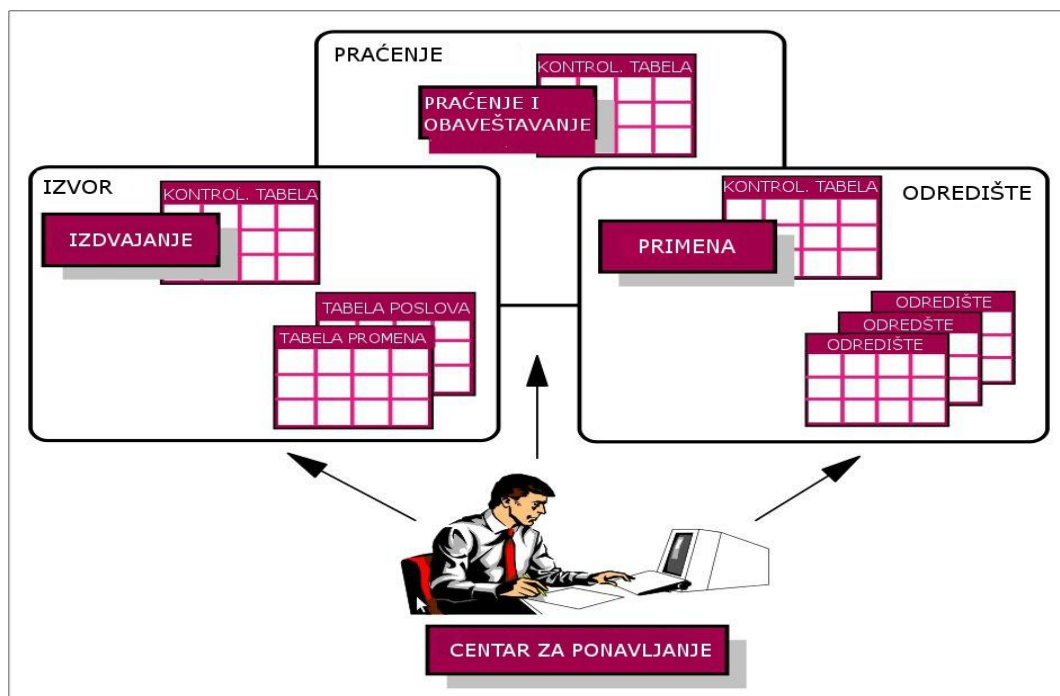 PRAĆENJE
KONTROL. TABELA
PRAĆENJE I
OBAVEŠTAVANJE
IZVOR
KONTROL. TABELA
IZDVAJANJE
TABELA POSLOVA
TABELA PROMENA
KONTROL. TABELA
ODREDIŠTE
PRIMENA
ODREDIŠTE
ODREDŠTE
ODREDIŠTE
CENTAR ZA PONAVLJANJE